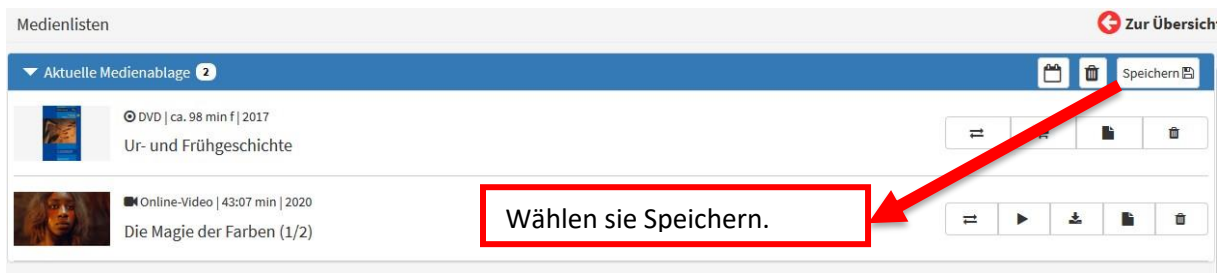 Medienlisten
Zur Übersich
Aktuelle Medienablage 2
Speichern
DVD | ca. 98 min f | 2017
Ur- und Frühgeschichte
Online-Video | 43:07 min | 2020
Die Magie der Farben (1/2)
Wählen sie Speichern.